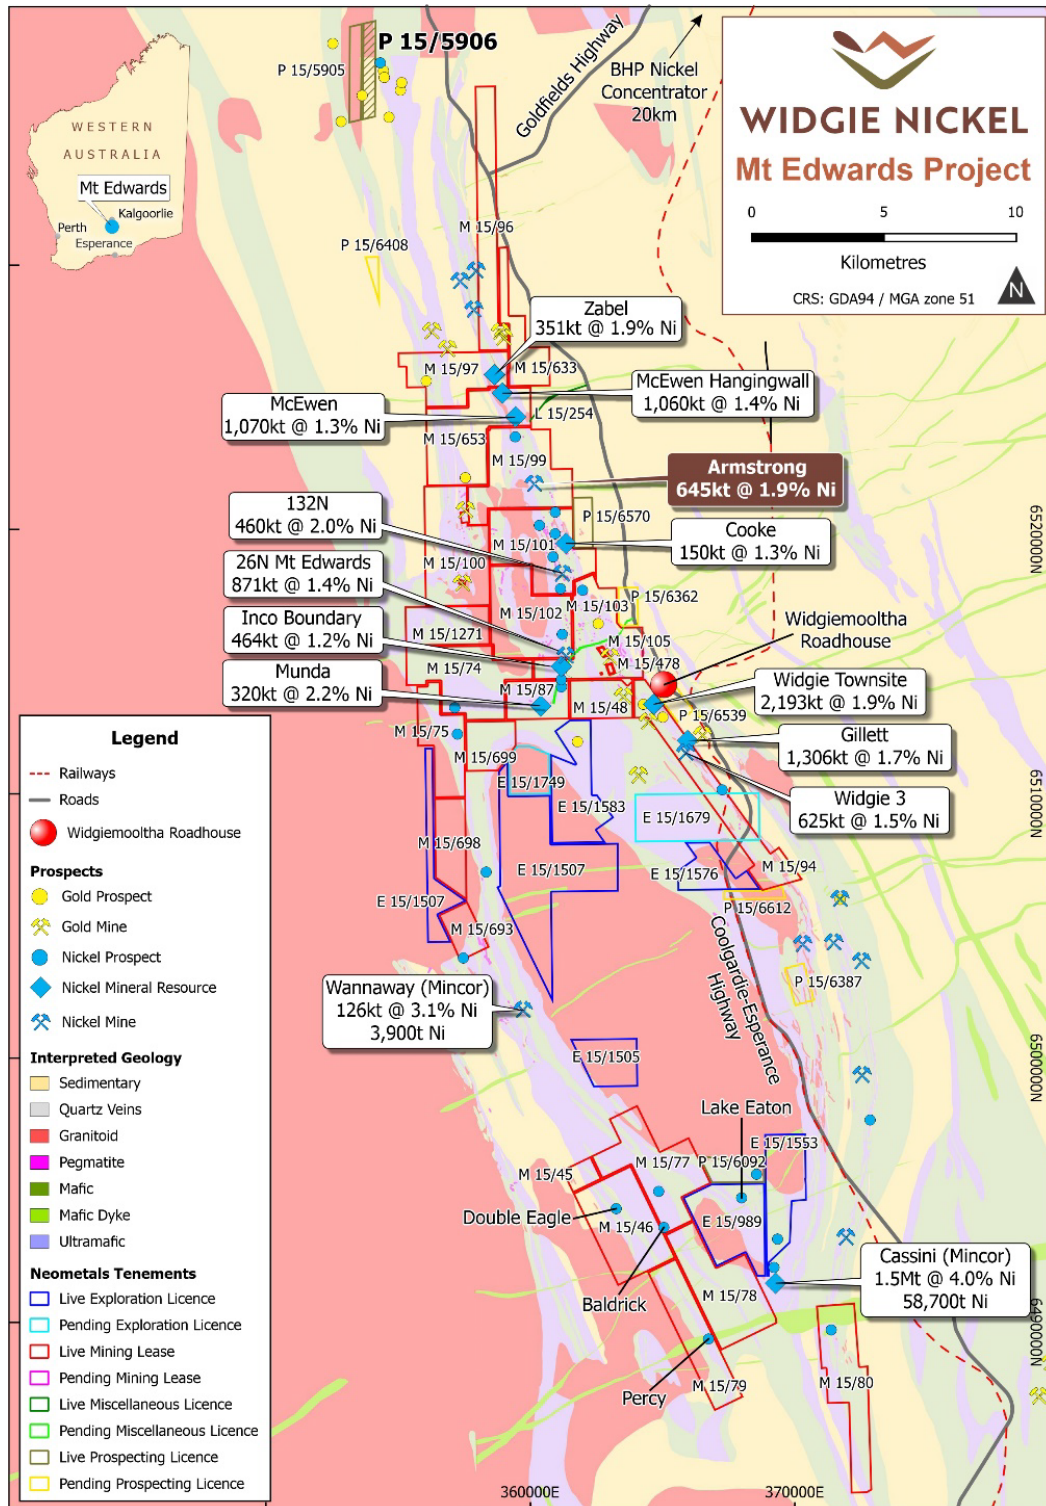 P 15/5906
P 15/5905
Goldfields Highway
BHP Nickel
Concentrator
20km
WIDGIE NICKEL
Mt Edwards Project
0 5 10
Kilometres
CRS: GDA94 / MGA zone 51
N
WESTERN
AUSTRALIA
Mt Edwards
Kalgoorlie
Perth
Esperance
M 15/96
P 15/6408
Zabel
351kt @ 1.9% Ni
M 15/97
M 15/633
McEwen Hangingwall
1,060kt @ 1.4% Ni
McEwen
1,070kt @ 1.3% Ni
L 15/254
M 15/653
M 15/99
Armstrong
645kt @ 1.9% Ni
132N
460kt @ 2.0% Ni
P 15/6570
Cooke
150kt @ 1.3% Ni
M 15/101
M 15/100
26N Mt Edwards
871kt @ 1.4% Ni
M 15/102
M 15/103
P 15/6362
Inco Boundary
464kt @ 1.2% Ni
M 15/1271
M 15/105
Widgiemooltha
Roadhouse
M 15/74
M 15/478
Munda
320kt @ 2.2% Ni
M 15/87
M 15/48
Widgie Townsite
2,193kt @ 1.9% Ni
P 15/6539
M 15/75
M 15/699
Gillett
1,306kt @ 1.7% Ni
E 15/1749
E 15/1583
Widgie 3
625kt @ 1.5% Ni
E 15/1679
M 15/698
E 15/1507
E 15/1576
M 15/94
E 15/1507
P 15/6612
M 15/693
Coolgardie-Esperance
Highway
P 15/6387
Wannaway (Mincor)
126kt @ 3.1% Ni
3,900t Ni
E 15/1505
Lake Eaton
E 15/1553
M 15/45
M 15/77
P 15/6092
Double Eagle
M 15/46
E 15/989
Cassini (Mincor)
1.5Mt @ 4.0% Ni
58,700t Ni
Baldrick
M 15/78
Percy
M 15/79
M 15/80
6520000N
6510000N
6500000N
6490000N
360000E
370000E
Legend
Railways
Roads
Widgiemooltha Roadhouse
Prospects
Gold Prospect
Gold Mine
Nickel Prospect
Nickel Mineral Resource
Nickel Mine
Interpreted Geology
Sedimentary
Quartz Veins
Granitoid
Pegmatite
Mafic
Mafic Dyke
Ultramafic
Neometals Tenements
Live Exploration Licence
Pending Exploration Licence
Live Mining Lease
Pending Mining Lease
Live Miscellaneous Licence
Pending Miscellaneous Licence
Live Prospecting Licence
Pending Prospecting Licence